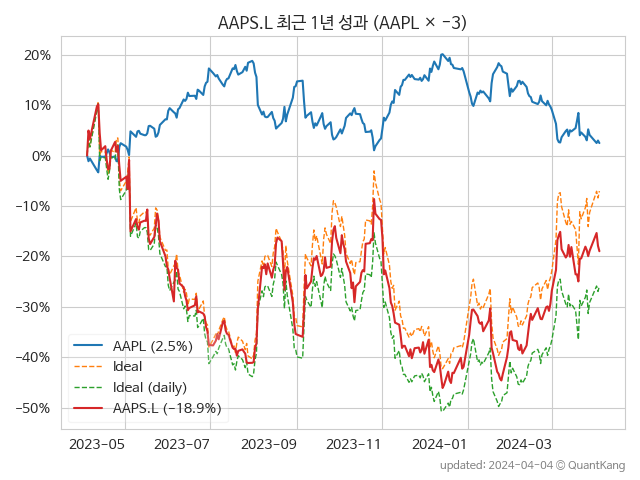 AAPS.L 최근 1년 성과 (AAPL × −3)
20%
10%
0%
−10%
−20%
−30%
−40%
−50%
AAPL (2.5%)
Ideal
Ideal (daily)
AAPS.L (−18.9%)
2023-05
2023-07
2023-09
2023-11
2024-01
2024-03
updated: 2024-04-04 © QuantKang